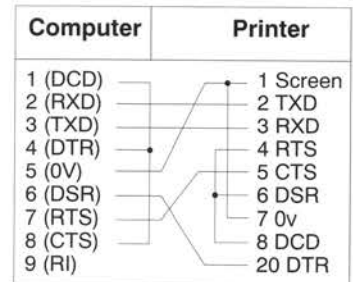 Computer Printer
1 (DCD) 1 Screen
2 (RXD) 2 TXD
3 (TXD) 3 RXD
4 (DTR) 4 RTS
5 (0V) 5 CTS
6 (DSR) 6 DSR
7 (RTS) 7 0v
8 (CTS) 8 DCD
9 (RI) 20 DTR